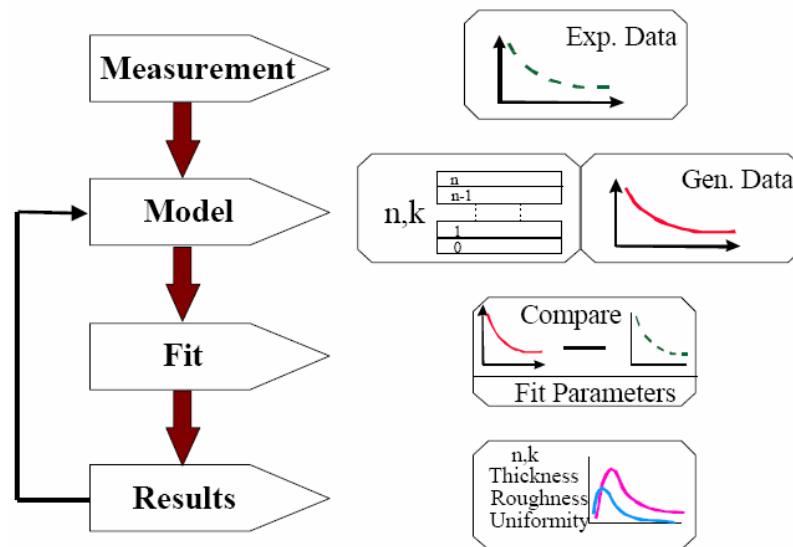 Measurement
Exp. Data
Model
n,k
n
n-1
1
0
Gen. Data
Fit
Compare
Fit Parameters
Results
n,k
Thickness
Roughness
Uniformity